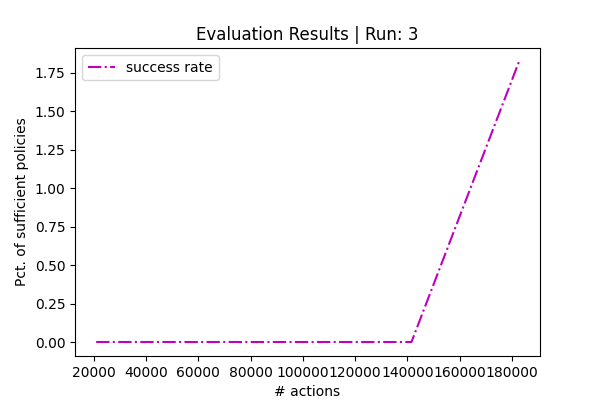 Evaluation Results | Run: 3
success rate
Pct. of sufficient policies
1.75
1.50
1.25
1.00
0.75
0.50
0.25
0.00
20000 40000 60000 80000 100000 120000 140000 160000 180000
# actions